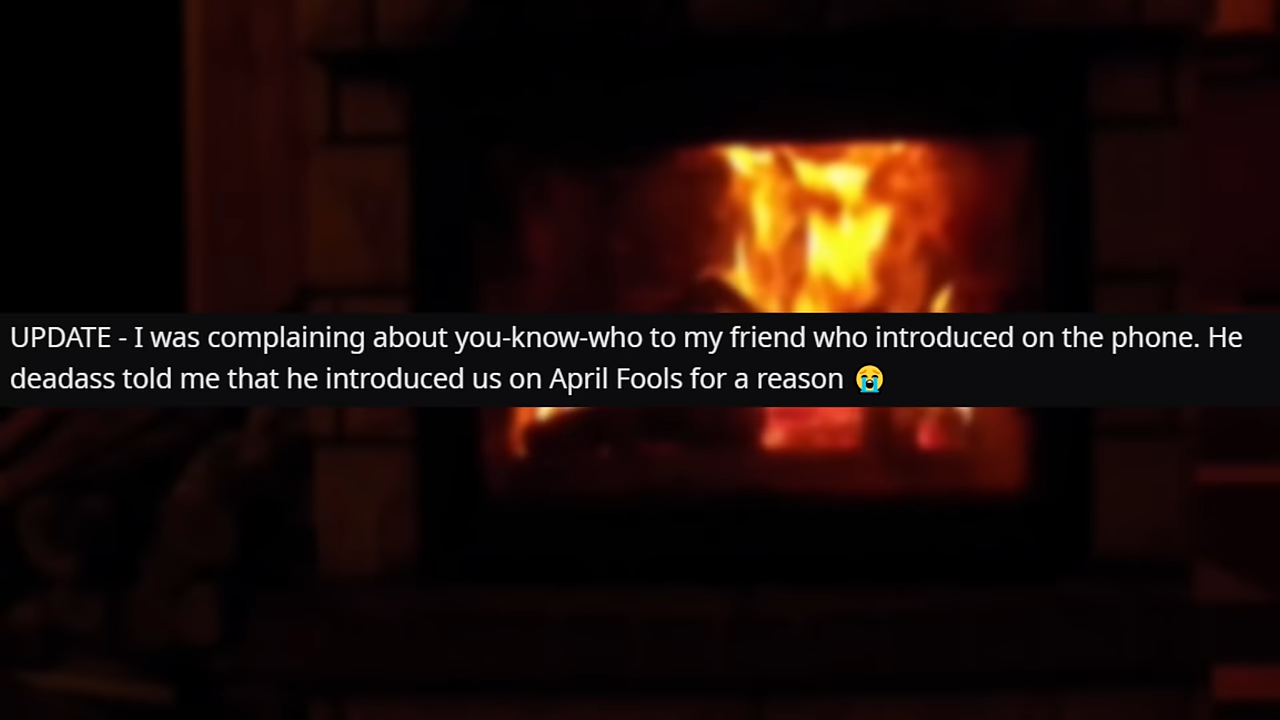 UPDATE - I was complaining about you-know-who to my friend who introduced on the phone. He
deadass told me that he introduced us on April Fools for a reason 😭